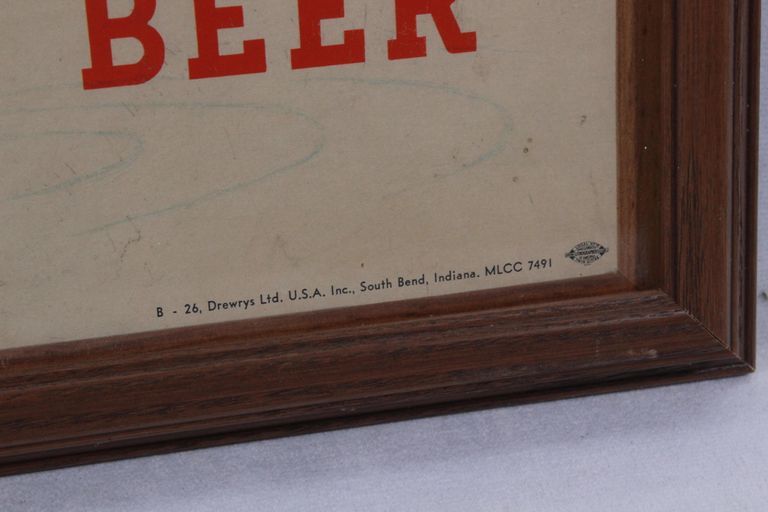 BEER
B - 26, Drewrys Ltd. U.S.A. Inc., South Bend, Indiana. MLCC 7491